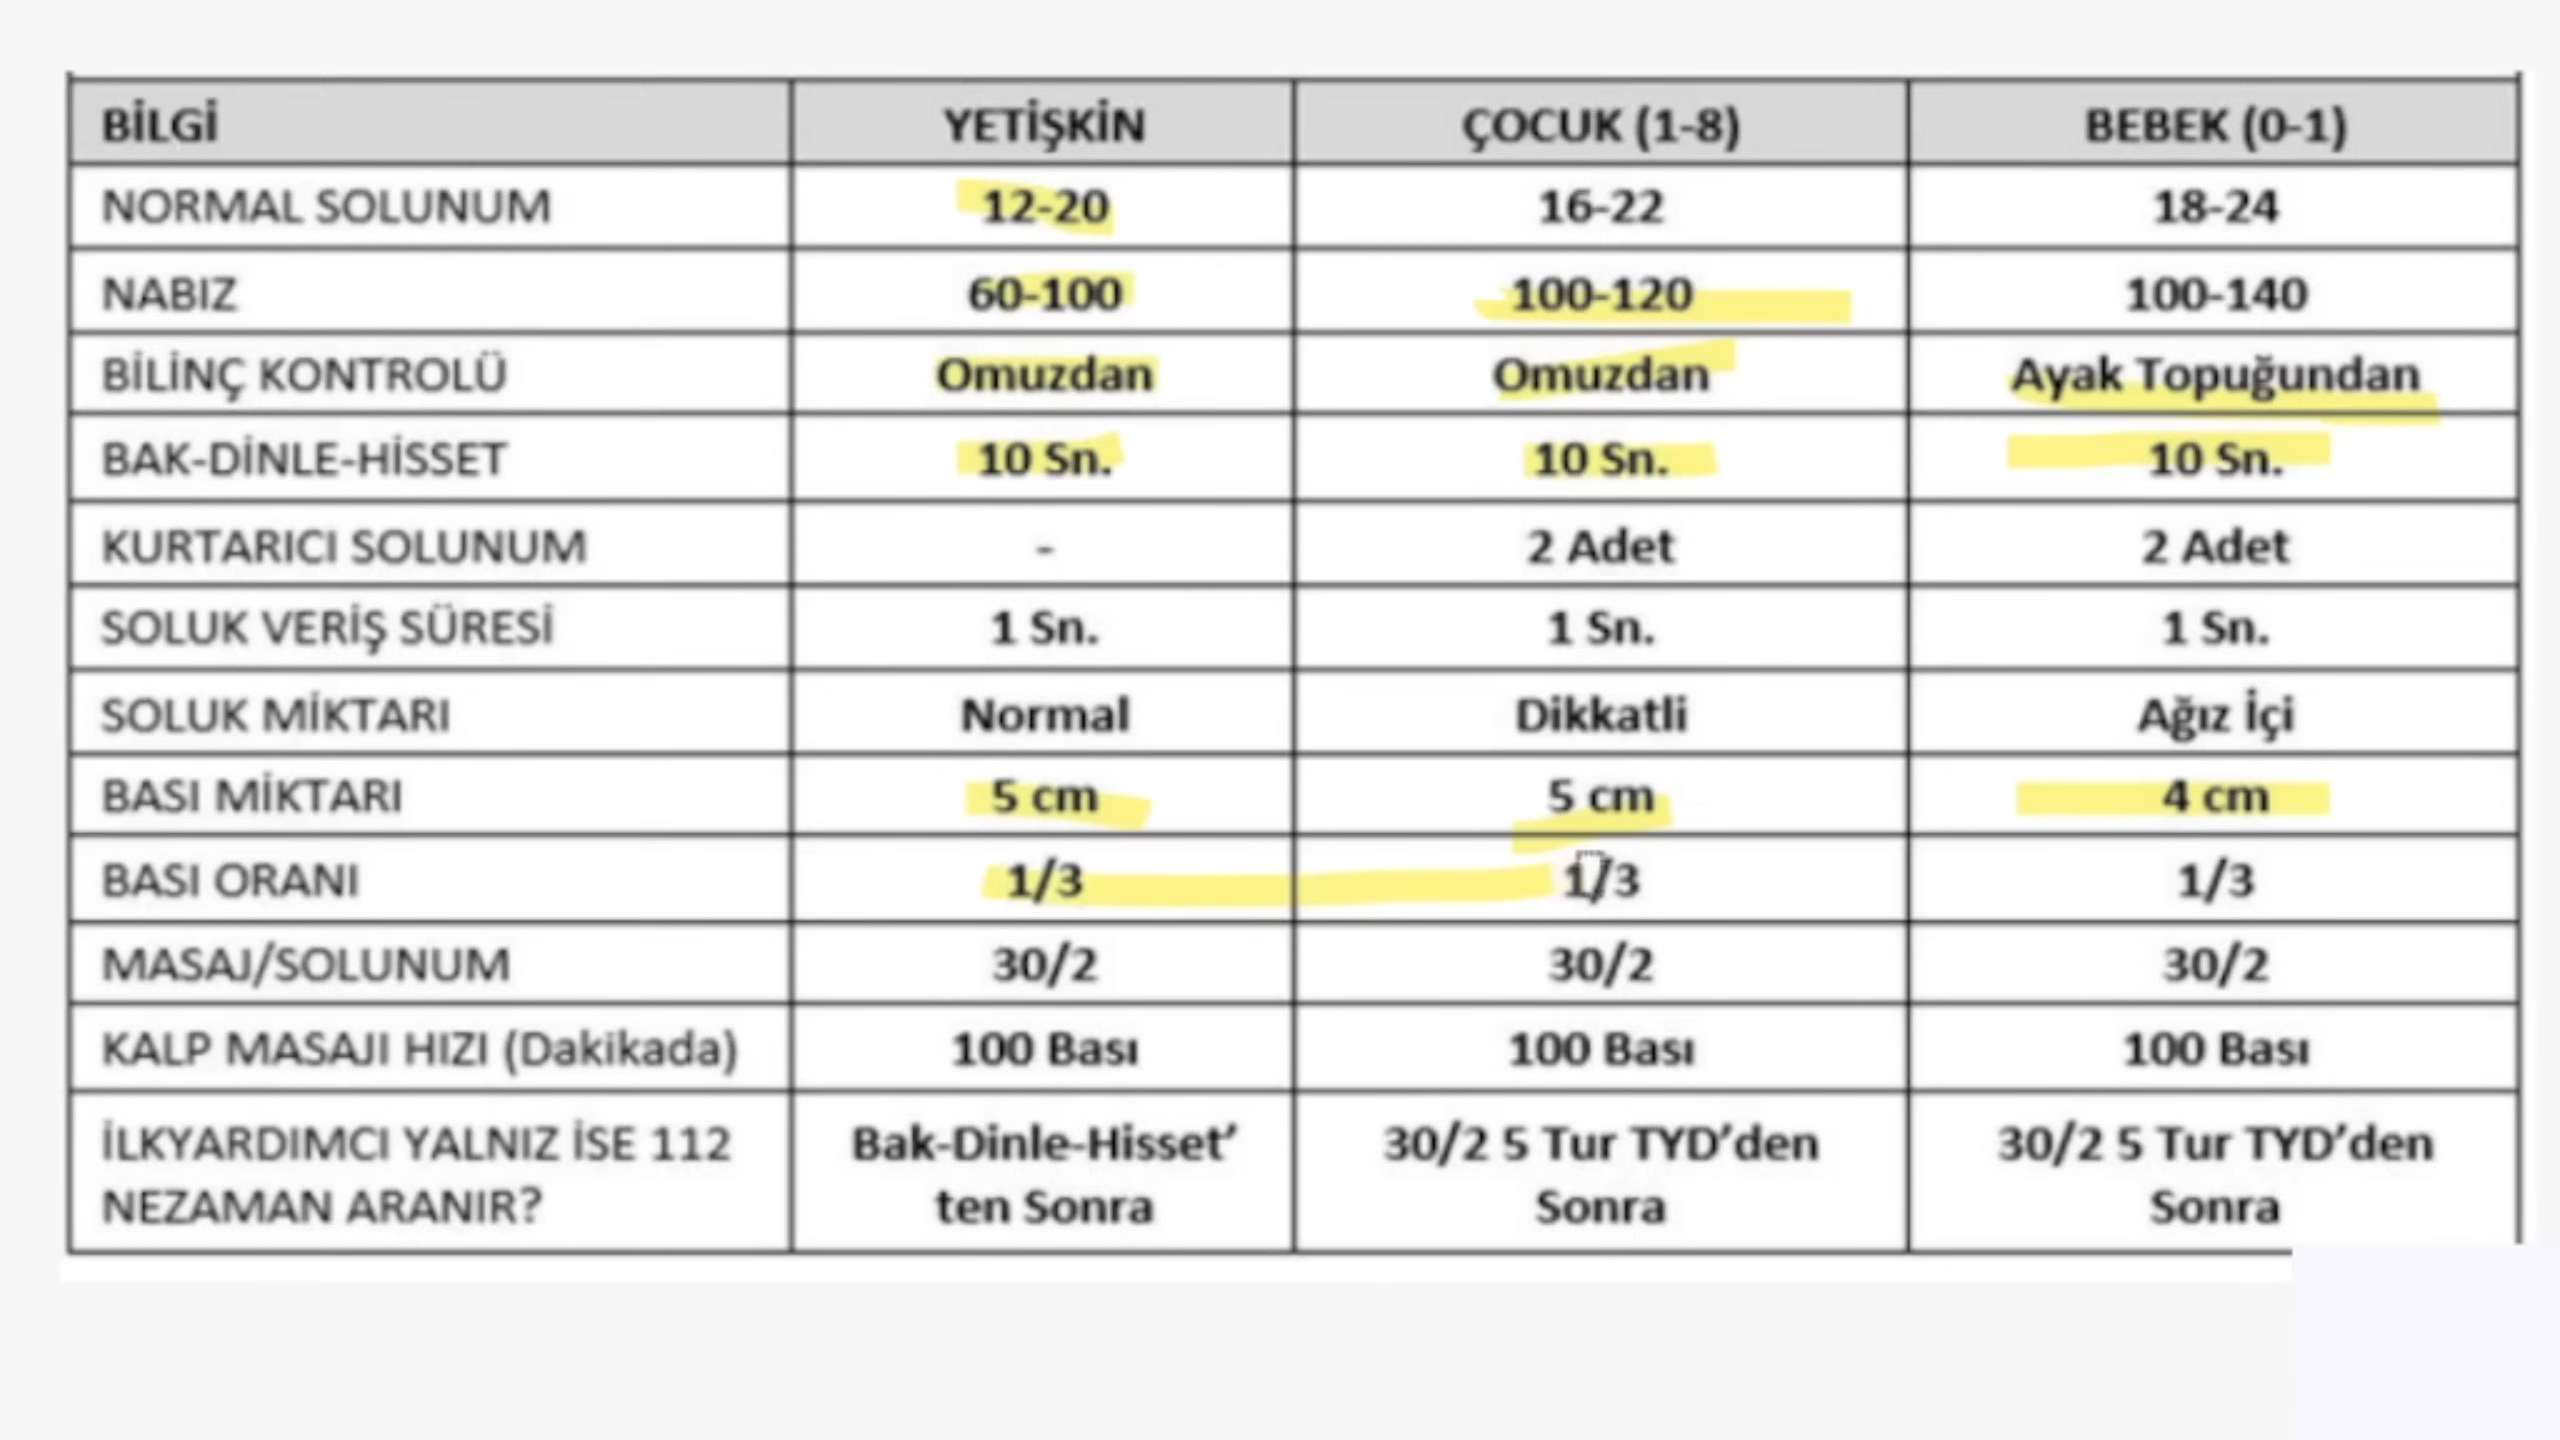 BİLGİ YETİŞKİN ÇOCUK (1-8) BEBEK (0-1)
NORMAL SOLUNUM 12-20 16-22 18-24
NABIZ 60-100 100-120 100-140
BİLİNÇ KONTROLÜ Omuzdan Omuzdan Ayak Topuğundan
BAK-DİNLE-HİSSET 10 Sn. 10 Sn. 10 Sn.
KURTARICI SOLUNUM - 2 Adet 2 Adet
SOLUK VERİŞ SÜRESİ 1 Sn. 1 Sn. 1 Sn.
SOLUK MİKTARI Normal Dikkatli Ağız İçi
BASI MİKTARI 5 cm 5 cm 4 cm
BASI ORANI 1/3 1/3 1/3
MASAJ/SOLUNUM 30/2 30/2 30/2
KALP MASAJI HIZI (Dakikada) 100 Bası 100 Bası 100 Bası
İLKYARDIMCI YALNIZ İSE 112 Bak-Dinle-Hisset’ 30/2 5 Tur TYD’den 30/2 5 Tur TYD’den
NEZAMAN ARANIR? ten Sonra Sonra Sonra